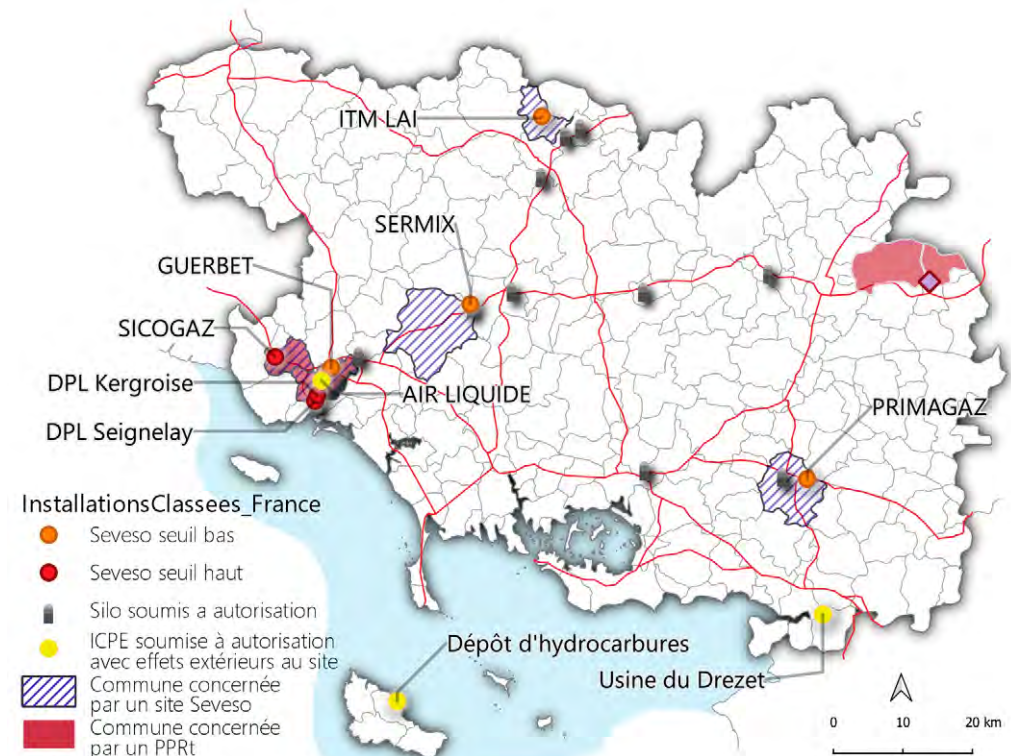 ITM LAI
SERMIX
GUERBET
SICOGAZ
DPL Kergroise
AIR LIQUIDE
DPL Seignelay
PRIMAGAZ
InstallationsClassees_France
Seveso seuil bas
Seveso seuil haut
Silo soumis a autorisation
ICPE soumise à autorisation
avec effets extérieurs au site
Commune concernée
par un site Seveso
Commune concernée
par un PPRt
Dépôt d'hydrocarbures
Usine du Drezet
0 10 20 km